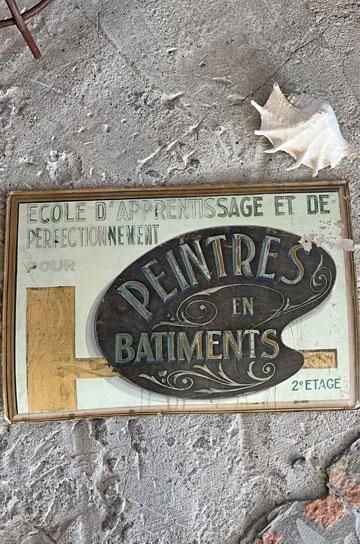 ECOLE D'APPRENTISSAGE ET DE
PERFECTIONNEMENT
POUR
PEINTRES
EN
BATIMENTS
2e ETAGE